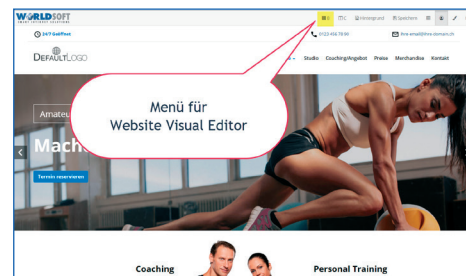 WORLDSOFT
Hintergrund
Speichern
24/7 Geöffnet
0123 456 78 90
DEFAULTLOGO
Studio Coaching/Angebot Preise Merchandise Kontakt
Menü für
Website Visual Editor
Amateu
Mach
Termin reservieren
Coaching
Personal Training